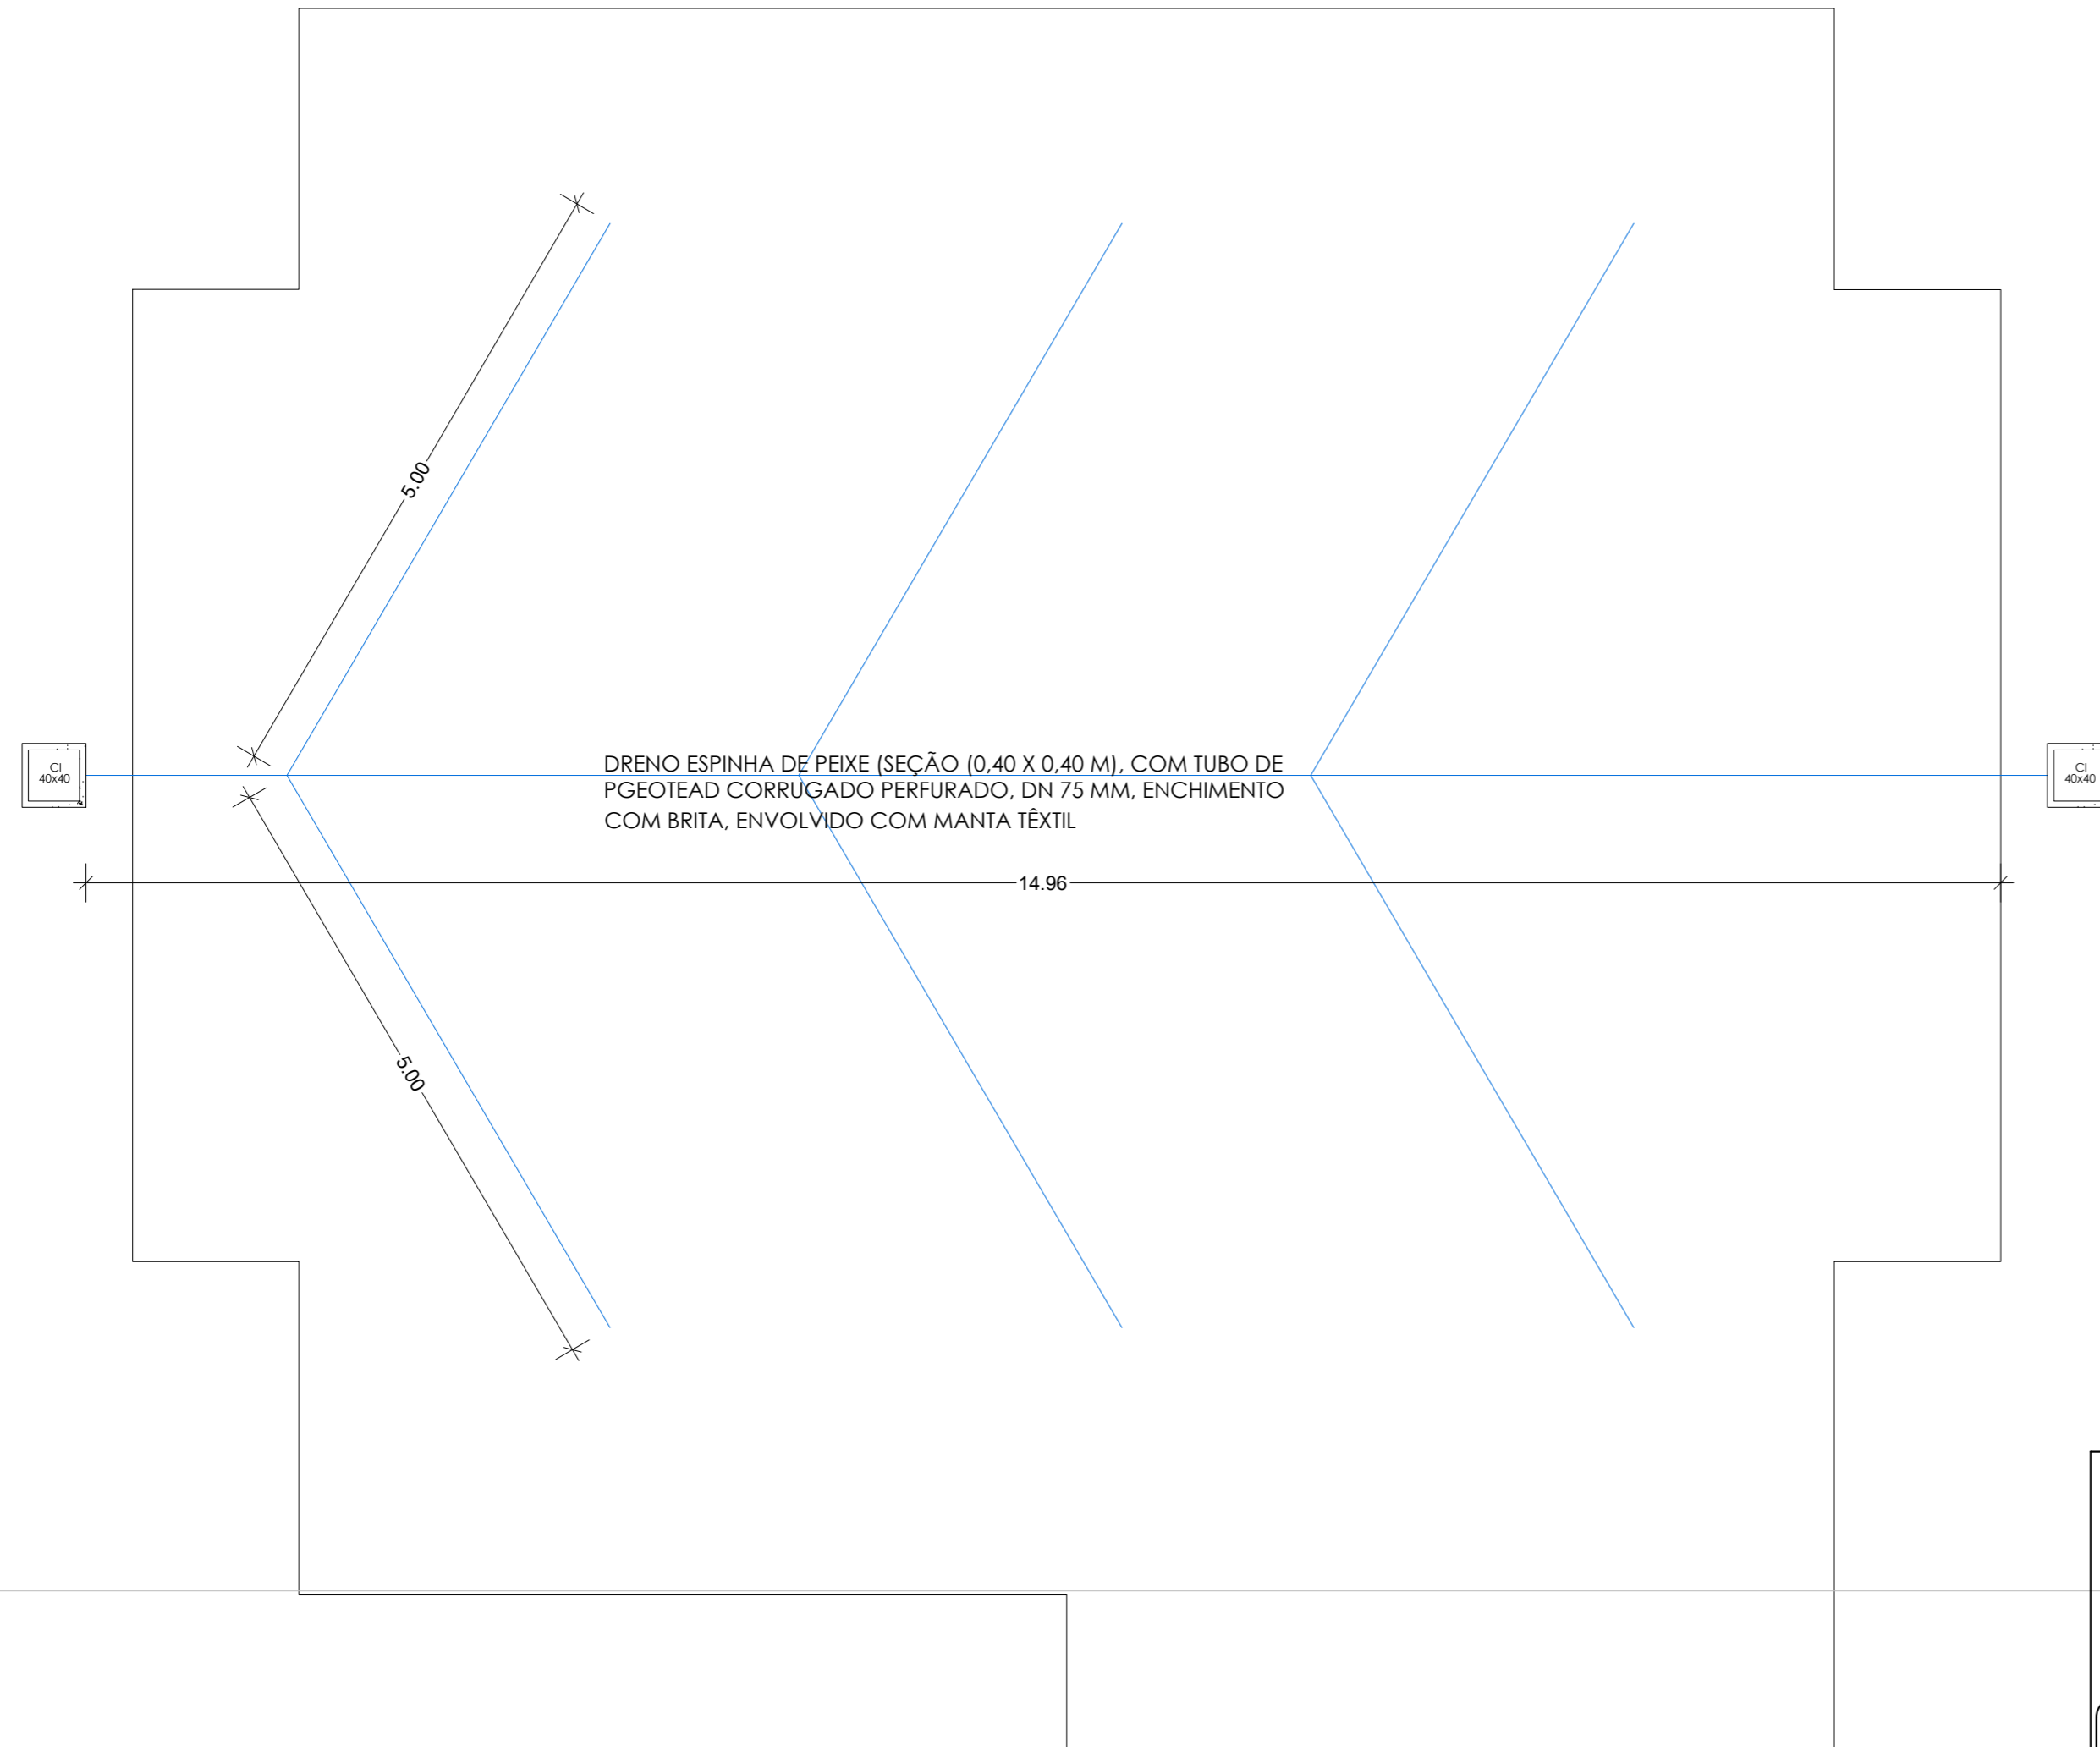 5.00
CI
40x40
DRENO ESPINHA DE PEIXE (SEÇÃO (0,40 X 0,40 M), COM TUBO DE
PGEOTEAD CORRUGADO PERFURADO, DN 75 MM, ENCHIMENTO
COM BRITA, ENVOLVIDO COM MANTA TÊXTIL
CI
40x40
14.96
5.00